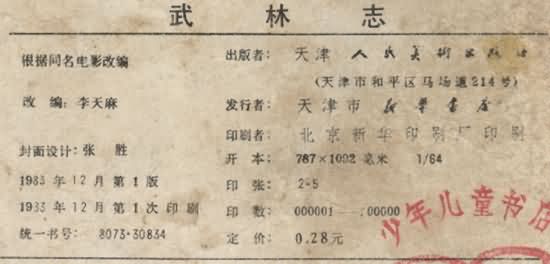 武林志
根据同名电影改编
改编：李天麻
封面设计：张胜
1983年12月第1版
1983年12月第1次印刷
统一书号：8073·30834
出版者：天津人民美术出版社
(天津市和平区马场道214号)
发行者：天津市新华书店
印刷者：北京新华印刷厂印刷
开本：787×1092毫米 1/64
印张：2·5
印数：000001—
定价：0.28元
少年儿童书店